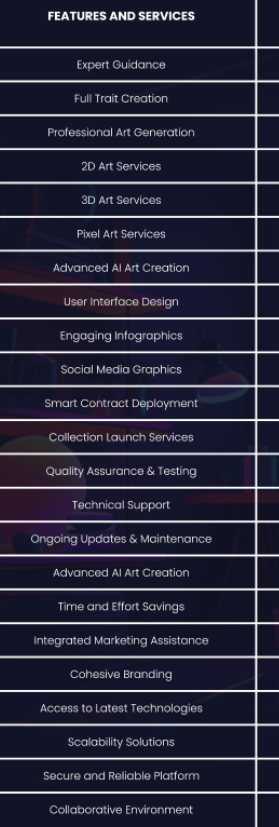 FEATURES AND SERVICES
Expert Guidance
Full Trait Creation
Professional Art Generation
2D Art Services
3D Art Services
Pixel Art Services
Advanced AI Art Creation
User Interface Design
Engaging Infographics
Social Media Graphics
Smart Contract Deployment
Collection Launch Services
Quality Assurance & Testing
Technical Support
Ongoing Updates & Maintenance
Advanced AI Art Creation
Time and Effort Savings
Integrated Marketing Assistance
Cohesive Branding
Access to Latest Technologies
Scalability Solutions
Secure and Reliable Platform
Collaborative Environment